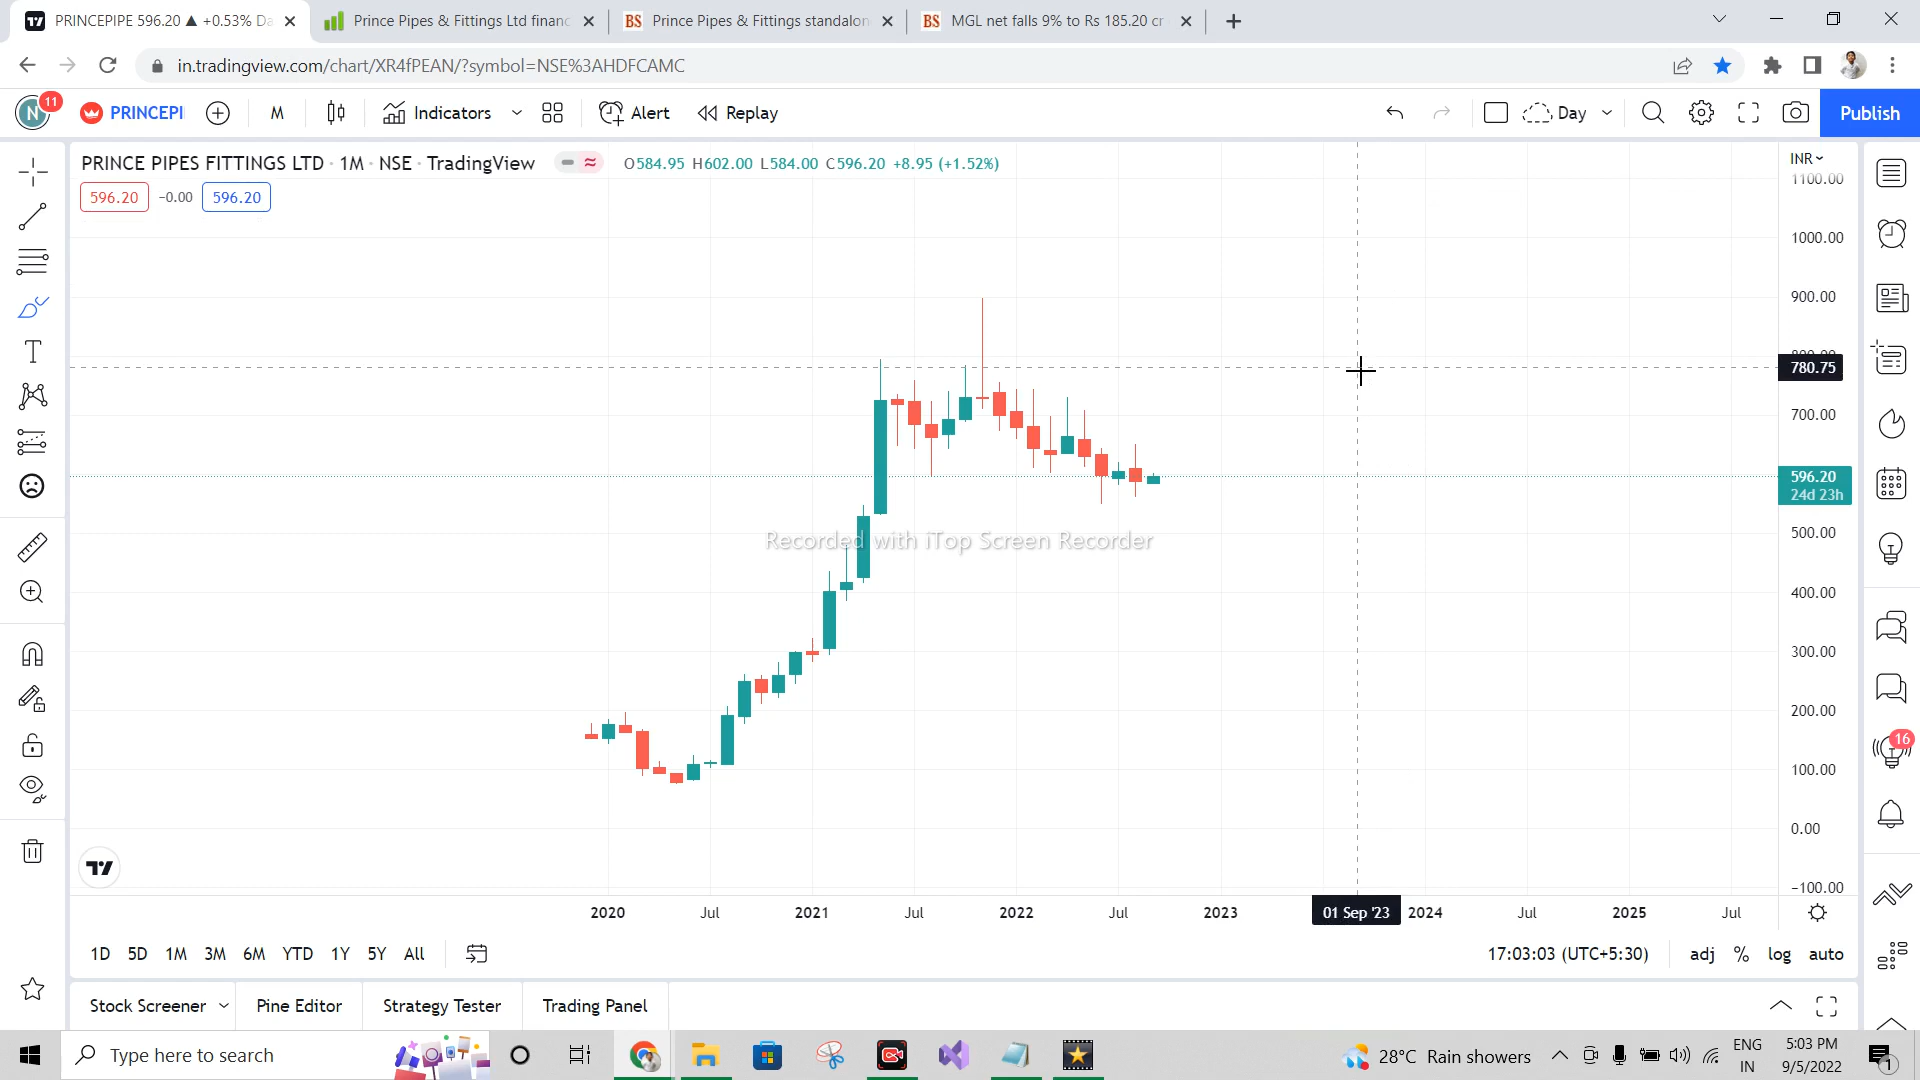 PRINCEPIPE 596.20 ▲ +0.53% Da
Prince Pipes & Fittings Ltd financ
BS Prince Pipes & Fittings standalon
BS MGL net falls 9% to Rs 185.20 cr
in.tradingview.com/chart/XR4fPEAN/?symbol=NSE%3AHDFCAMC
N 11 PRINCEPI M Indicators Alert Replay Day Publish
PRINCE PIPES FITTINGS LTD · 1M · NSE · TradingView O584.95 H602.00 L584.00 C596.20 +8.95 (+1.52%)
596.20 −0.00 596.20
INR
1100.00
1000.00
900.00
780.75
700.00
596.20
24d 23h
500.00
400.00
300.00
200.00
100.00
0.00
−100.00
Recorded with iTop Screen Recorder
16
2020 Jul 2021 Jul 2022 Jul 2023 01 Sep '23 2024 Jul 2025 Jul
1D 5D 1M 3M 6M YTD 1Y 5Y All 17:03:03 (UTC+5:30) adj % log auto
Stock Screener Pine Editor Strategy Tester Trading Panel
Type here to search
28°C Rain showers
ENG
IN
5:03 PM
9/5/2022
1